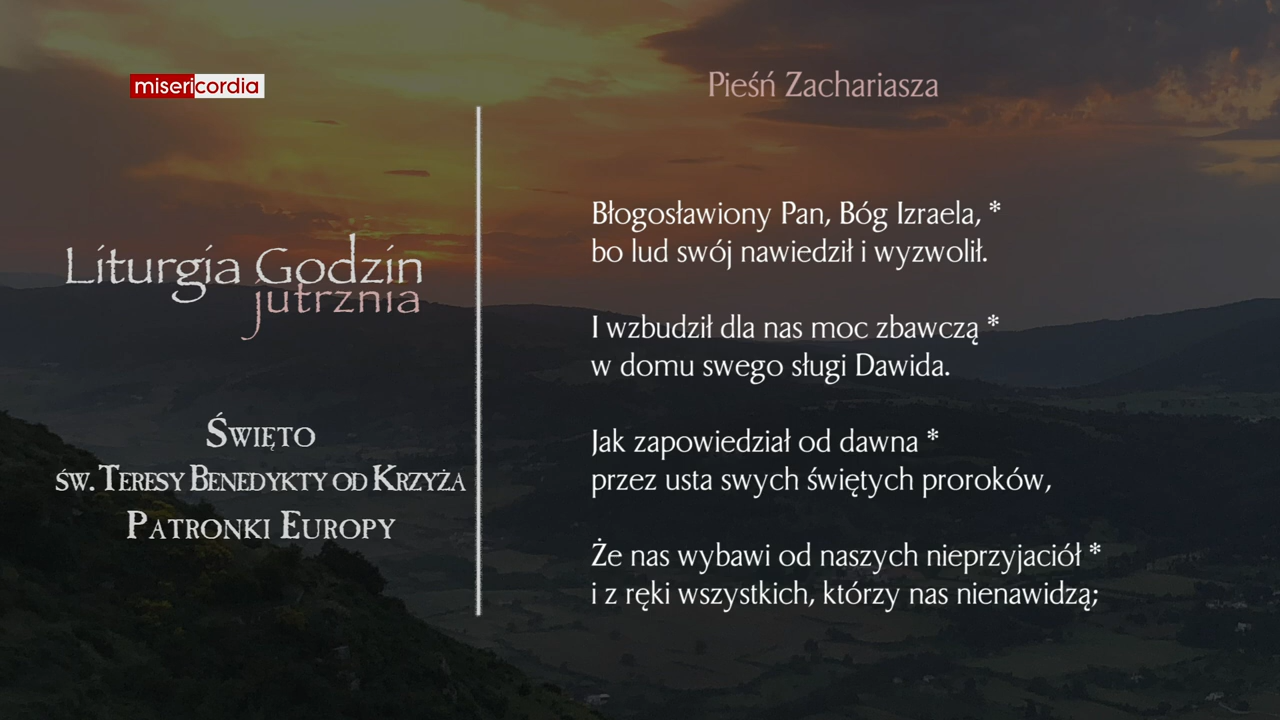 misericordia
Liturgia Godzin
jutrznia
Święto
św. Teresy Benedykty od Krzyża
Patronki Europy
Pieśń Zachariasza
Błogosławiony Pan, Bóg Izraela, *
bo lud swój nawiedził i wyzwolił.
I wzbudził dla nas moc zbawczą *
w domu swego sługi Dawida.
Jak zapowiedział od dawna *
przez usta swych świętych proroków,
Że nas wybawi od naszych nieprzyjaciół *
i z ręki wszystkich, którzy nas nienawidzą;